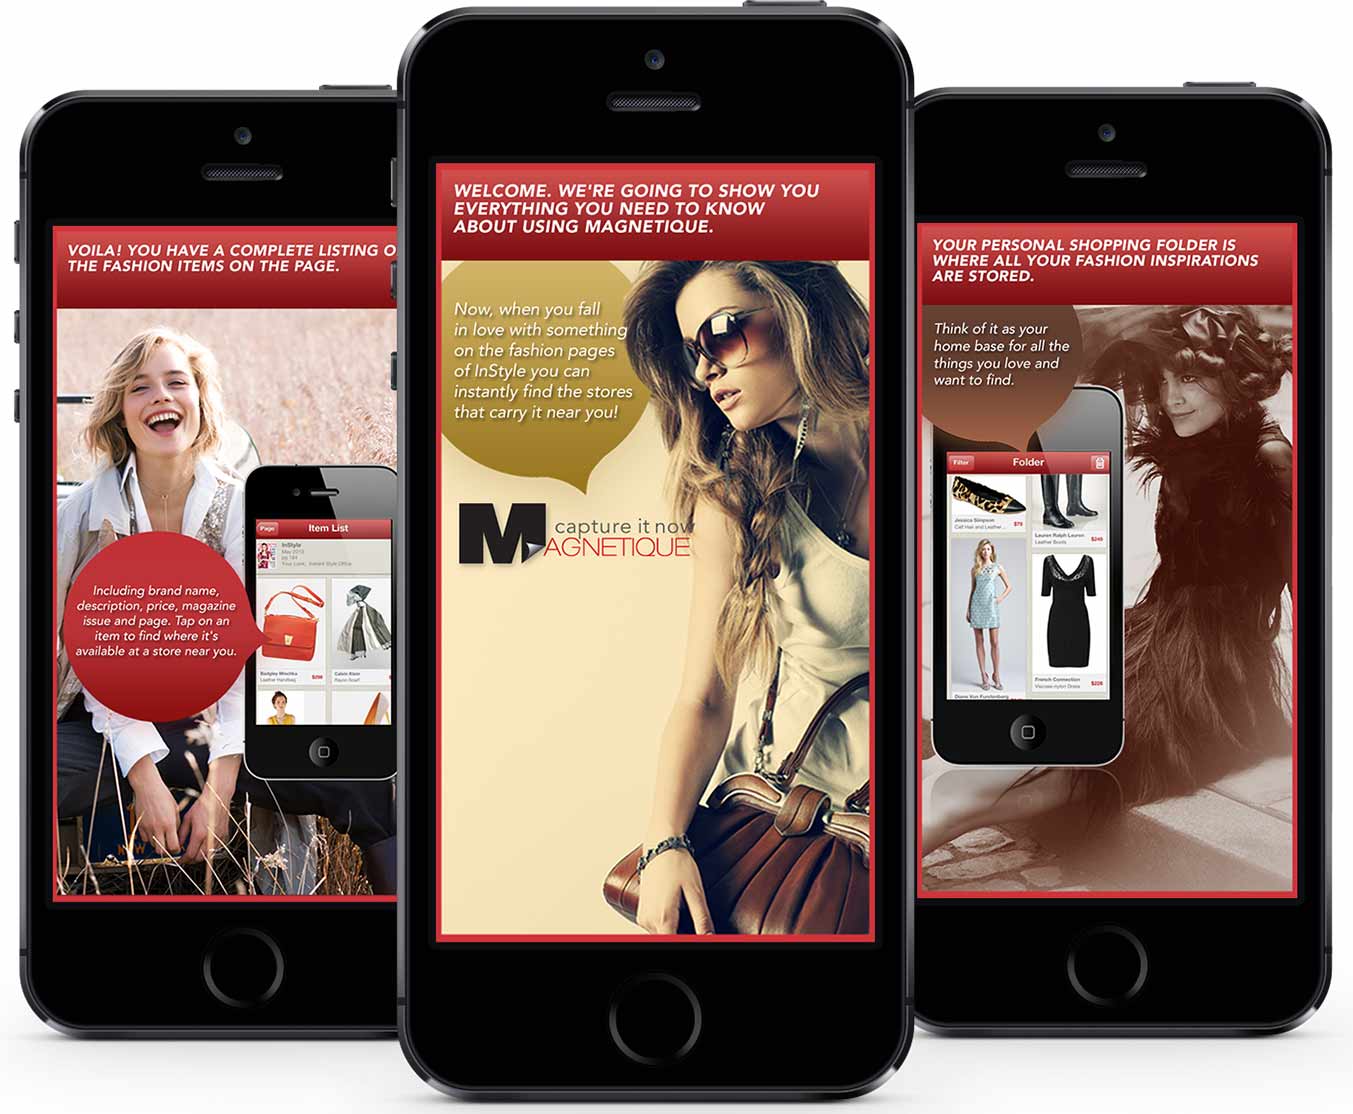 VOILA! YOU HAVE A COMPLETE LISTING O
THE FASHION ITEMS ON THE PAGE.
Including brand name,
description, price, magazine
issue and page. Tap on an
item to find where it's
available at a store near you.
Page
Item List
InStyle
May 2013
pg 184
Your Look, Instant Style Office
Badgley Mischka
Leather Handbag
Calvin Klein
Rayon Scarf
WELCOME. WE'RE GOING TO SHOW YOU
EVERYTHING YOU NEED TO KNOW
ABOUT USING MAGNETIQUE.
Now, when you fall
in love with something
on the fashion pages
of InStyle you can
instantly find the stores
that carry it near you!
capture it now
MAGNETIQUE
YOUR PERSONAL SHOPPING FOLDER IS
WHERE ALL YOUR FASHION INSPIRATIONS
ARE STORED.
Think of it as your
home base for all the
things you love and
want to find.
Filter
Folder
Jessica Simpson
Calf Hair and Leather ...
$79
Lauren Ralph Lauren
Leather Boots
$249
Diane Von Furstenberg
French Connection
Viscose-nylon Dress
$228